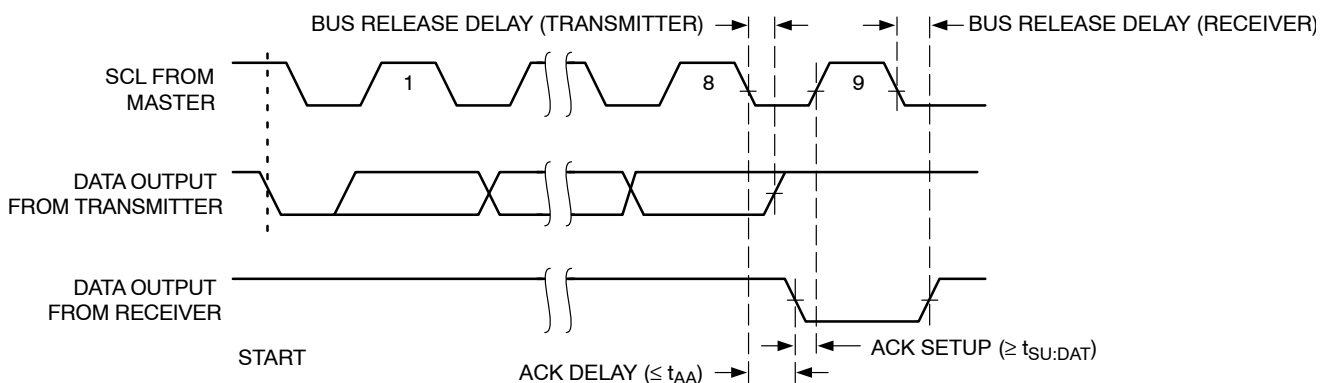 BUS RELEASE DELAY (TRANSMITTER)
BUS RELEASE DELAY (RECEIVER)
SCL FROM
MASTER
1
8
9
DATA OUTPUT
FROM TRANSMITTER
DATA OUTPUT
FROM RECEIVER
START
ACK SETUP (≥ tSU:DAT)
ACK DELAY (≤ tAA)